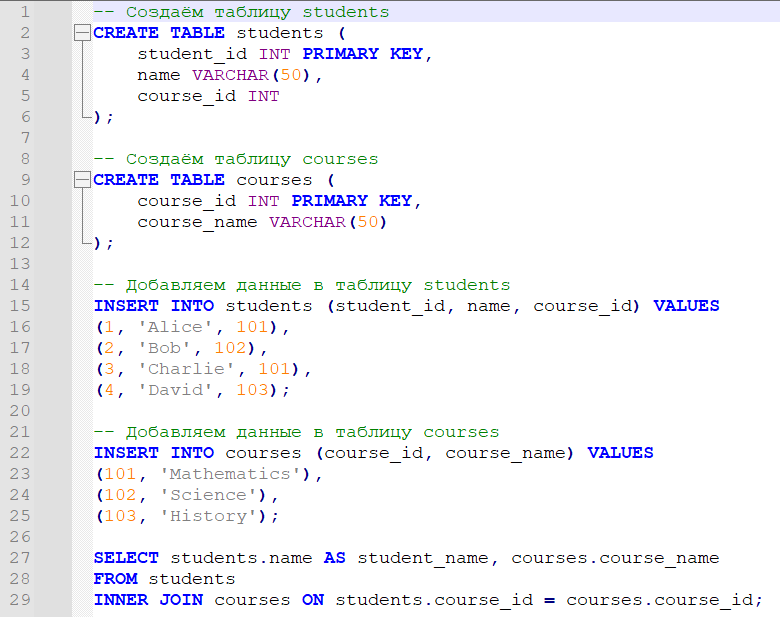 1 -- Создаём таблицу students
2 CREATE TABLE students (
3 student_id INT PRIMARY KEY,
4 name VARCHAR(50),
5 course_id INT
6 );
7
8 -- Создаём таблицу courses
9 CREATE TABLE courses (
10 course_id INT PRIMARY KEY,
11 course_name VARCHAR(50)
12 );
13
14 -- Добавляем данные в таблицу students
15 INSERT INTO students (student_id, name, course_id) VALUES
16 (1, 'Alice', 101),
17 (2, 'Bob', 102),
18 (3, 'Charlie', 101),
19 (4, 'David', 103);
20
21 -- Добавляем данные в таблицу courses
22 INSERT INTO courses (course_id, course_name) VALUES
23 (101, 'Mathematics'),
24 (102, 'Science'),
25 (103, 'History');
26
27 SELECT students.name AS student_name, courses.course_name
28 FROM students
29 INNER JOIN courses ON students.course_id = courses.course_id;